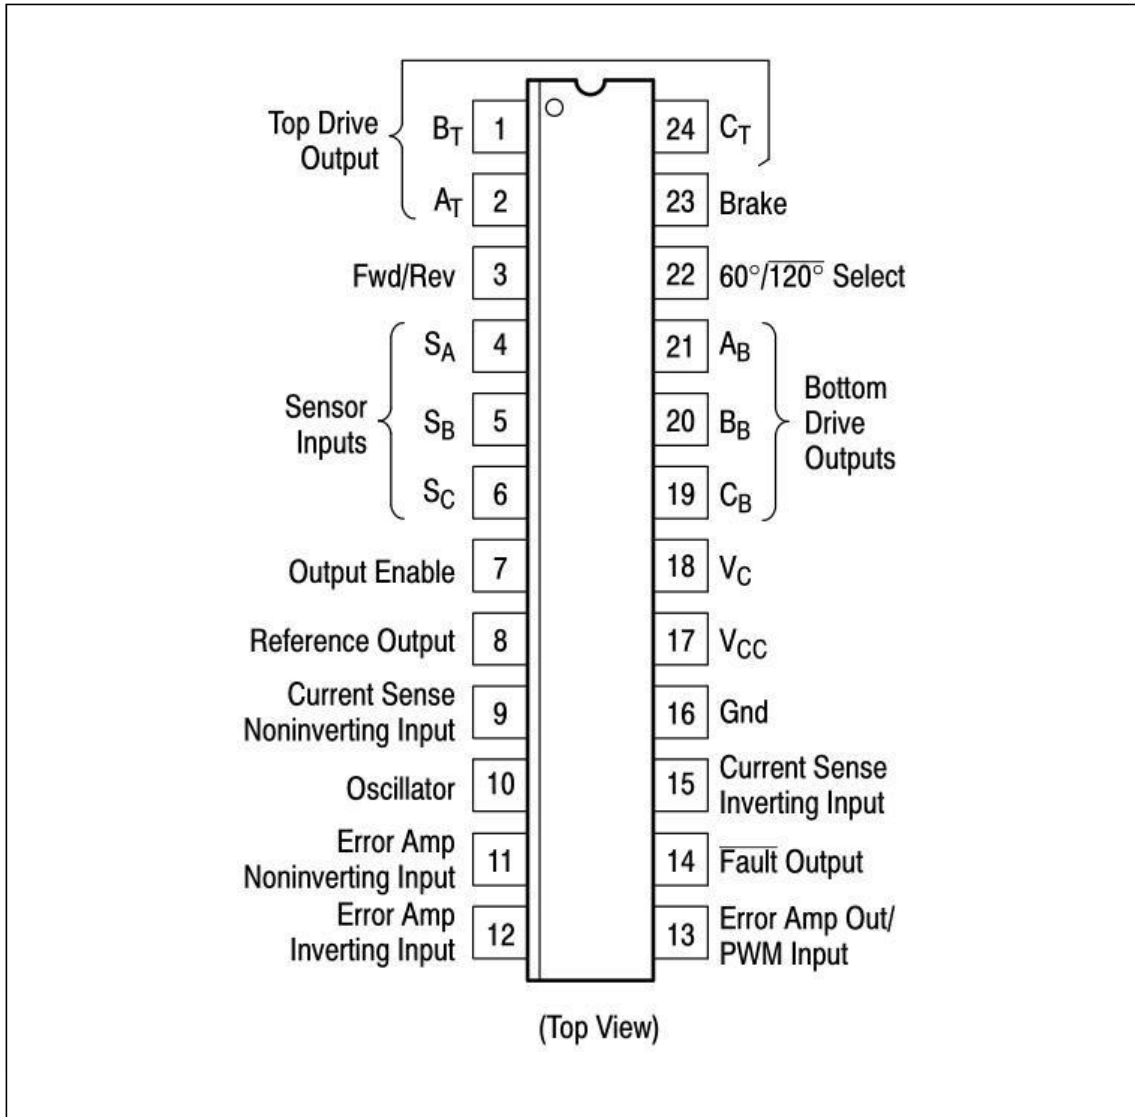 Top Drive
Output
B_T 1
A_T 2
Fwd/Rev 3
Sensor
Inputs
S_A 4
S_B 5
S_C 6
Output Enable 7
Reference Output 8
Current Sense
Noninverting Input 9
Oscillator 10
Error Amp
Noninverting Input 11
Error Amp
Inverting Input 12
24 C_T
23 Brake
22 60°/1̅2̅0̅°̅ Select
21 A_B
20 B_B
19 C_B
Bottom
Drive
Outputs
18 V_C
17 V_CC
16 Gnd
15 Current Sense
Inverting Input
14 F̅a̅u̅l̅t̅ Output
13 Error Amp Out/
PWM Input
(Top View)